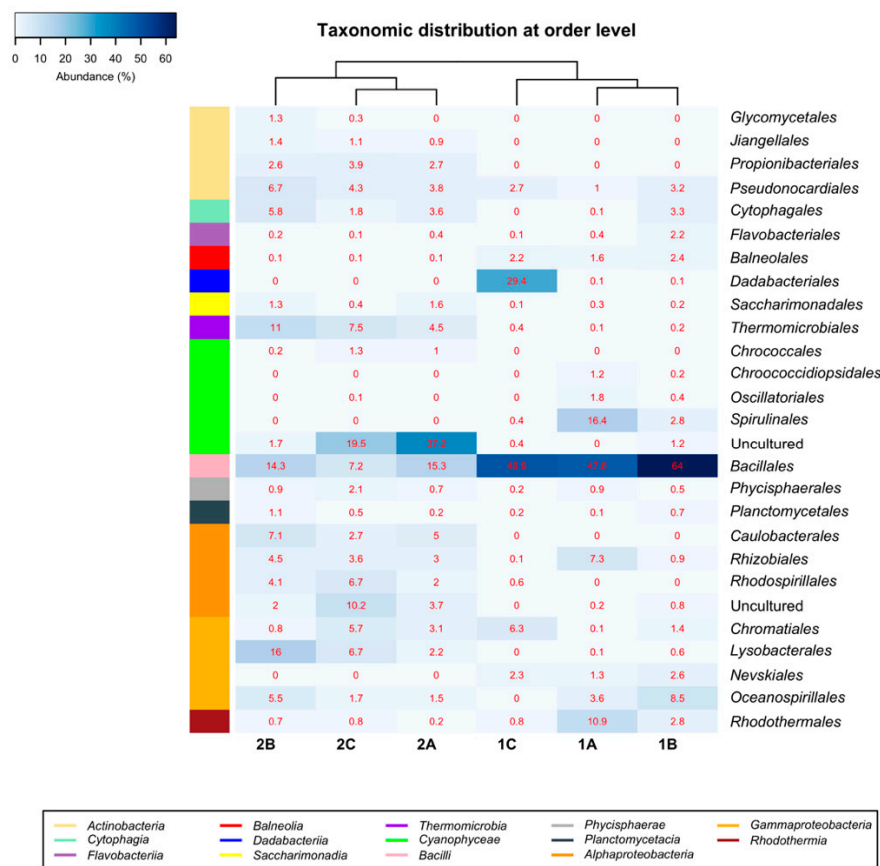 Taxonomic distribution at order level
0 10 20 30 40 50 60
Abundance (%)
1.3 0.3 0 0 0 0 Glycomycetales
1.4 1.1 0.9 0 0 0 Jiangellales
2.6 3.9 2.7 0 0 0 Propionibacteriales
6.7 4.3 3.8 2.7 1 3.2 Pseudonocardiales
5.8 1.8 3.6 0 0.1 3.3 Cytophagales
0.2 0.1 0.4 0.1 0.4 2.2 Flavobacteriales
0.1 0.1 0.1 2.2 1.6 2.4 Balneolales
0 0 0 29.4 0.1 0.1 Dadabacteriales
1.3 0.4 1.6 0.1 0.3 0.2 Saccharimonadales
11 7.5 4.5 0.4 0.1 0.2 Thermomicrobiales
0.2 1.3 1 0 0 0 Chrococcales
0 0 0 0 1.2 0.2 Chroococcidiopsidales
0 0.1 0 0 1.8 0.4 Oscillatoriales
0 0 0 0.4 16.4 2.8 Spirulinales
1.7 19.5 37.2 0.4 0 1.2 Uncultured
14.3 7.2 15.3 64 Bacillales
0.9 2.1 0.7 0.2 0.9 0.5 Phycisphaerales
1.1 0.5 0.2 0.2 0.1 0.7 Planctomycetales
7.1 2.7 5 0 0 0 Caulobacterales
4.5 3.6 3 0.1 7.3 0.9 Rhizobiales
4.1 6.7 2 0.6 0 0 Rhodospirillales
2 10.2 3.7 0 0.2 0.8 Uncultured
0.8 5.7 3.1 6.3 0.1 1.4 Chromatiales
16 6.7 2.2 0 0.1 0.6 Lysobacterales
0 0 0 2.3 1.3 2.6 Nevskiales
5.5 1.7 1.5 0 3.6 8.5 Oceanospirillales
0.7 0.8 0.2 0.8 10.9 2.8 Rhodothermales
2B 2C 2A 1C 1A 1B
Actinobacteria Balneolia Thermomicrobia Phycisphaerae Gammaproteobacteria
Cytophagia Dadabacteriia Cyanophyceae Planctomycetacia Rhodothermia
Flavobacteriia Saccharimonadia Bacilli Alphaproteobacteria